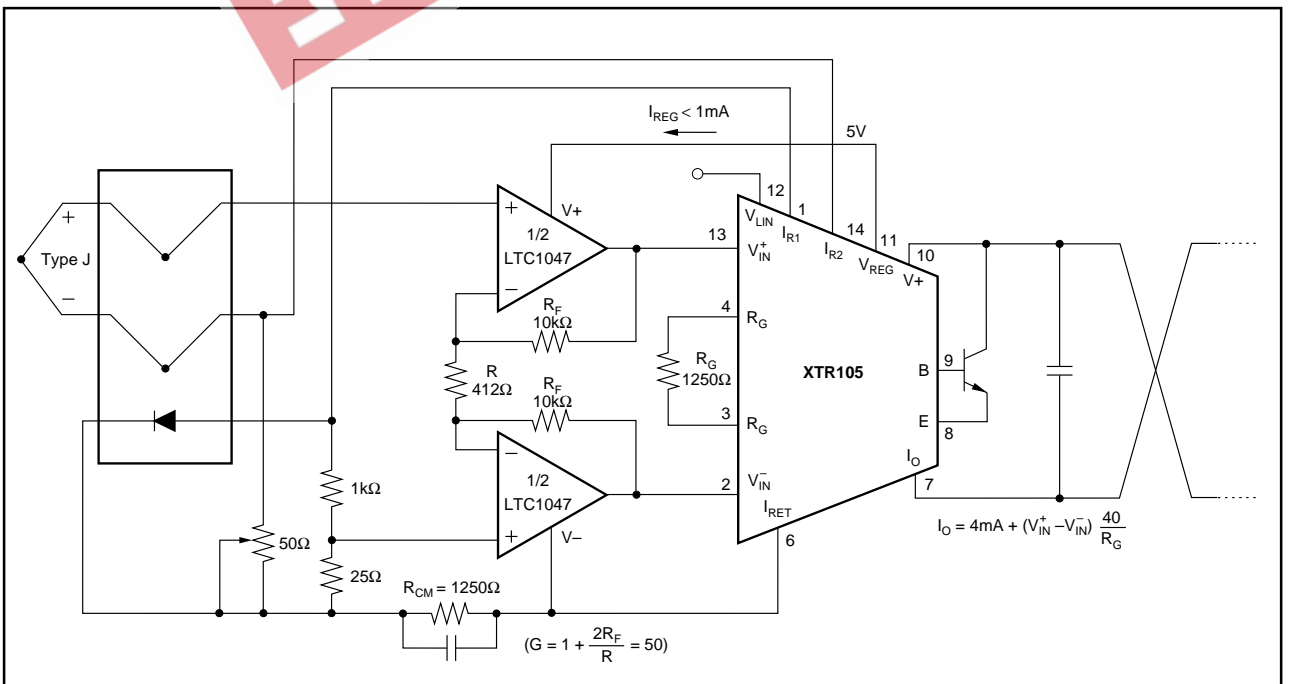 I_REG < 1mA
5V
+
Type J
−
+
V+
1/2
LTC1047
−
R_F
10kΩ
R
412Ω
R_F
10kΩ
−
1/2
LTC1047
+
V−
1kΩ
50Ω
25Ω
R_CM = 1250Ω
(G = 1 + 2R_F / R = 50)
12
V_LIN
1
I_R1
14
I_R2
11
V_REG
10
V+
13
V_IN^+
4
R_G
R_G
1250Ω
3
R_G
XTR105
B
9
E
8
I_O
7
2
V_IN^−
I_RET
6
I_O = 4mA + (V_IN^+ − V_IN^−) 40 / R_G